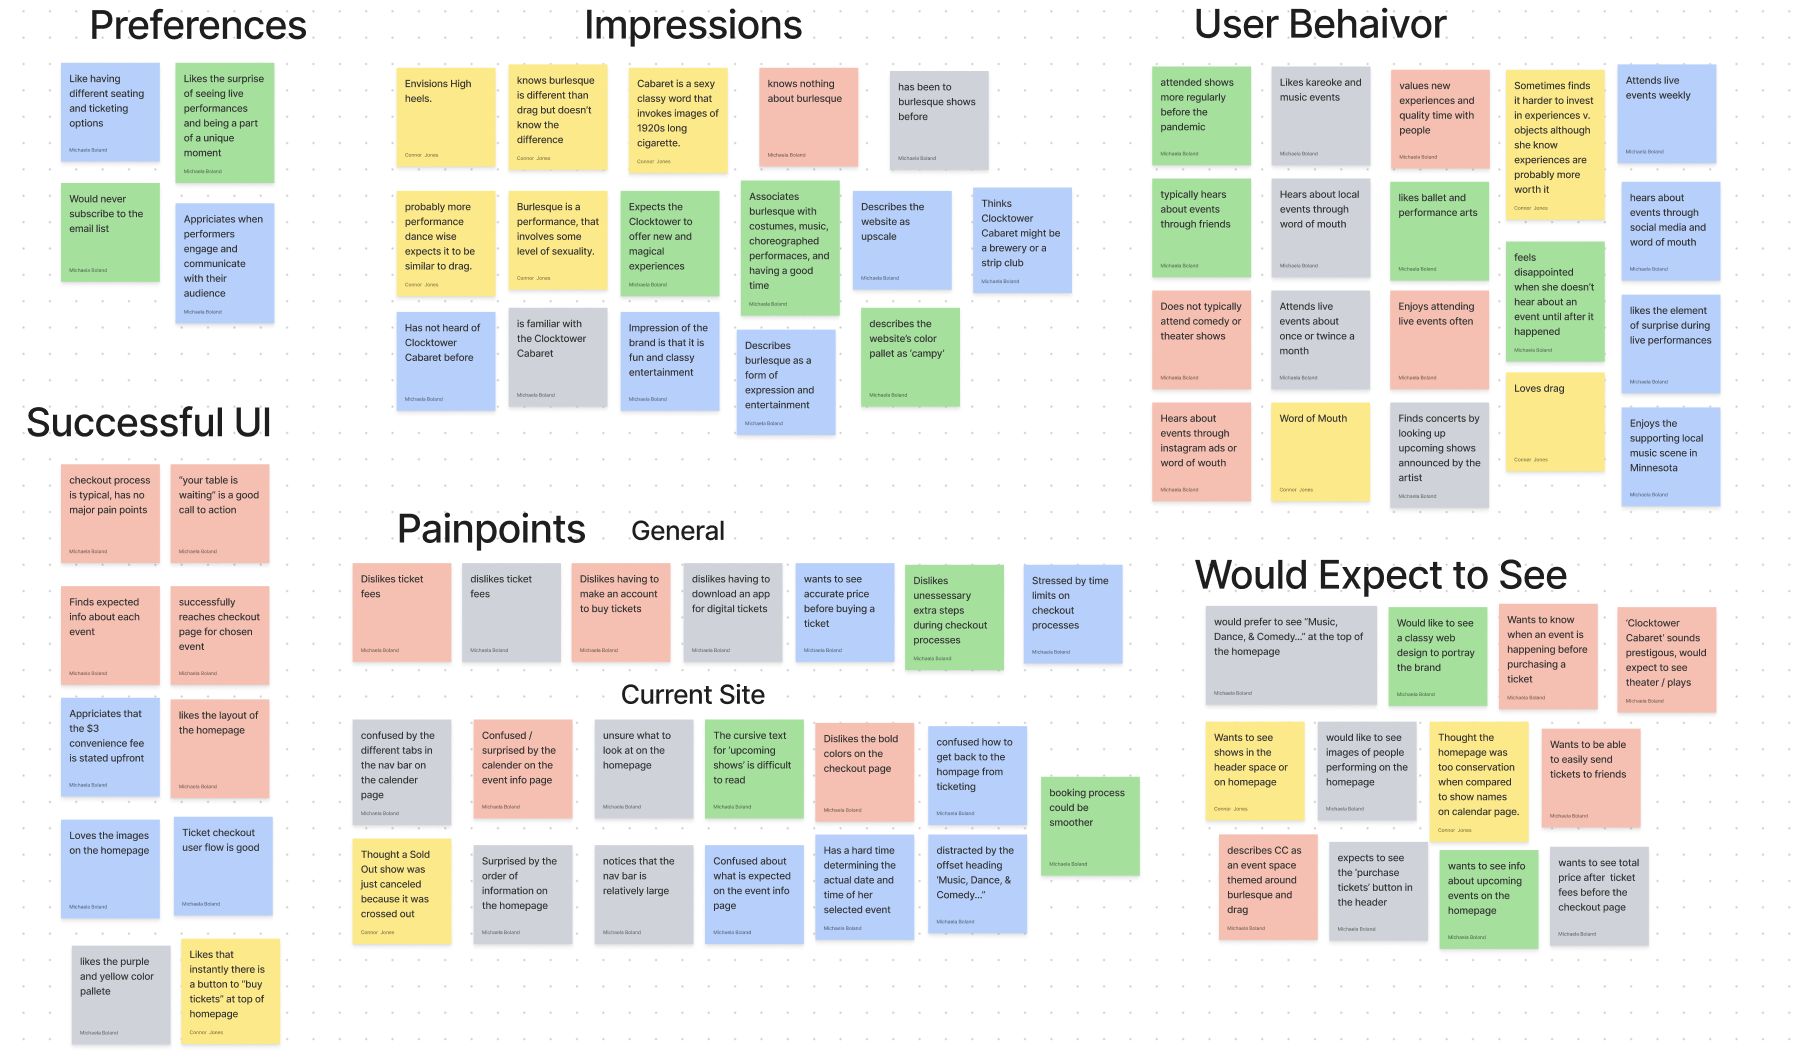 Preferences
Like having
different seating
and ticketing
options
Michaela Boland
Likes the surprise
of seeing live
performances
and being a part
of a unique
moment
Michaela Boland
Would never
subscribe to the
email list
Michaela Boland
Appriciates when
performers
engage and
communicate
with their
audience
Michaela Boland
Impressions
Envisions High
heels.
Connor Jones
knows burlesque
is different than
drag but doesn't
know the
difference
Connor Jones
Cabaret is a sexy
classy word that
invokes images of
1920s long
cigarette.
Connor Jones
knows nothing
about burlesque
Michaela Boland
has been to
burlesque shows
before
Michaela Boland
probably more
performance
dance wise
expects it to be
similar to drag.
Connor Jones
Burlesque is a
performance, that
involves some
level of sexuality.
Connor Jones
Expects the
Clocktower to
offer new and
magical
experiences
Michaela Boland
Associates
burlesque with
costumes, music,
choreographed
performaces, and
having a good
time
Michaela Boland
Describes the
website as
upscale
Michaela Boland
Thinks
Clocktower
Cabaret might be
a brewery or a
strip club
Michaela Boland
Has not heard of
Clocktower
Cabaret before
Michaela Boland
is familiar with
the Clocktower
Cabaret
Michaela Boland
Impression of the
brand is that it is
fun and classy
entertainment
Michaela Boland
Describes
burlesque as a
form of
expression and
entertainment
Michaela Boland
describes the
website's color
pallet as 'campy'
Michaela Boland
User Behaivor
attended shows
more regularly
before the
pandemic
Michaela Boland
Likes kareoke and
music events
Michaela Boland
values new
experiences and
quality time with
people
Michaela Boland
Sometimes finds
it harder to invest
in experiences v.
objects although
she know
experiences are
probably more
worth it
Connor Jones
Attends live
events weekly
Michaela Boland
typically hears
about events
through friends
Michaela Boland
Hears about local
events through
word of mouth
Michaela Boland
likes ballet and
performance arts
Michaela Boland
feels
disappointed
when she doesn't
hear about an
event until after it
happened
Michaela Boland
hears about
events through
social media and
word of mouth
Michaela Boland
Does not typically
attend comedy or
theater shows
Michaela Boland
Attends live
events about
once or twince a
month
Michaela Boland
Enjoys attending
live events often
Michaela Boland
Loves drag
Connor Jones
likes the element
of surprise during
live performances
Michaela Boland
Hears about
events through
instagram ads or
word of wouth
Michaela Boland
Word of Mouth
Connor Jones
Finds concerts by
looking up
upcoming shows
announced by the
artist
Michaela Boland
Enjoys the
supporting local
music scene in
Minnesota
Michaela Boland
Successful UI
checkout process
is typical, has no
major pain points
Michaela Boland
"your table is
waiting" is a good
call to action
Michaela Boland
Finds expected
info about each
event
Michaela Boland
successfully
reaches checkout
page for chosen
event
Michaela Boland
Appriciates that
the $3
convenience fee
is stated upfront
Michaela Boland
likes the layout of
the homepage
Michaela Boland
Loves the images
on the homepage
Michaela Boland
Ticket checkout
user flow is good
Michaela Boland
likes the purple
and yellow color
pallete
Michaela Boland
Likes that
instantly there is
a button to "buy
tickets" at top of
homepage
Connor Jones
Painpoints
General
Dislikes ticket
fees
Michaela Boland
dislikes ticket
fees
Michaela Boland
Dislikes having to
make an account
to buy tickets
Michaela Boland
dislikes having to
download an app
for digital tickets
Michaela Boland
wants to see
accurate price
before buying a
ticket
Michaela Boland
Dislikes
unessessary
extra steps
during checkout
processes
Michaela Boland
Stressed by time
limits on
checkout
processes
Michaela Boland
Current Site
confused by the
different tabs in
the nav bar on
the calender
page
Michaela Boland
Confused /
surprised by the
calender on the
event info page
Michaela Boland
unsure what to
look at on the
homepage
Michaela Boland
The cursive text
for 'upcoming
shows' is difficult
to read
Michaela Boland
Dislikes the bold
colors on the
checkout page
Michaela Boland
confused how to
get back to the
hompage from
ticketing
Michaela Boland
booking process
could be
smoother
Michaela Boland
Thought a Sold
Out show was
just canceled
because it was
crossed out
Connor Jones
Surprised by the
order of
information on
the homepage
Michaela Boland
notices that the
nav bar is
relatively large
Michaela Boland
Confused about
what is expected
on the event info
page
Michaela Boland
Has a hard time
determining the
actual date and
time of her
selected event
Michaela Boland
distracted by the
offset heading
'Music, Dance, &
Comedy..."
Michaela Boland
Would Expect to See
would prefer to see "Music,
Dance, & Comedy..." at the top of
the homepage
Michaela Boland
Would like to see
a classy web
design to portray
the brand
Michaela Boland
Wants to know
when an event is
happening before
purchasing a
ticket
Michaela Boland
'Clocktower
Cabaret' sounds
prestigous, would
expect to see
theater / plays
Michaela Boland
Wants to see
shows in the
header space or
on homepage
Connor Jones
would like to see
images of people
performing on the
homepage
Michaela Boland
Thought the
homepage was
too conservation
when compared
to show names
on calendar page.
Connor Jones
Wants to be able
to easily send
tickets to friends
Michaela Boland
describes CC as
an event space
themed around
burlesque and
drag
Michaela Boland
expects to see
the 'purchase
tickets' button in
the header
Michaela Boland
wants to see info
about upcoming
events on the
homepage
Michaela Boland
wants to see total
price after ticket
fees before the
checkout page
Michaela Boland